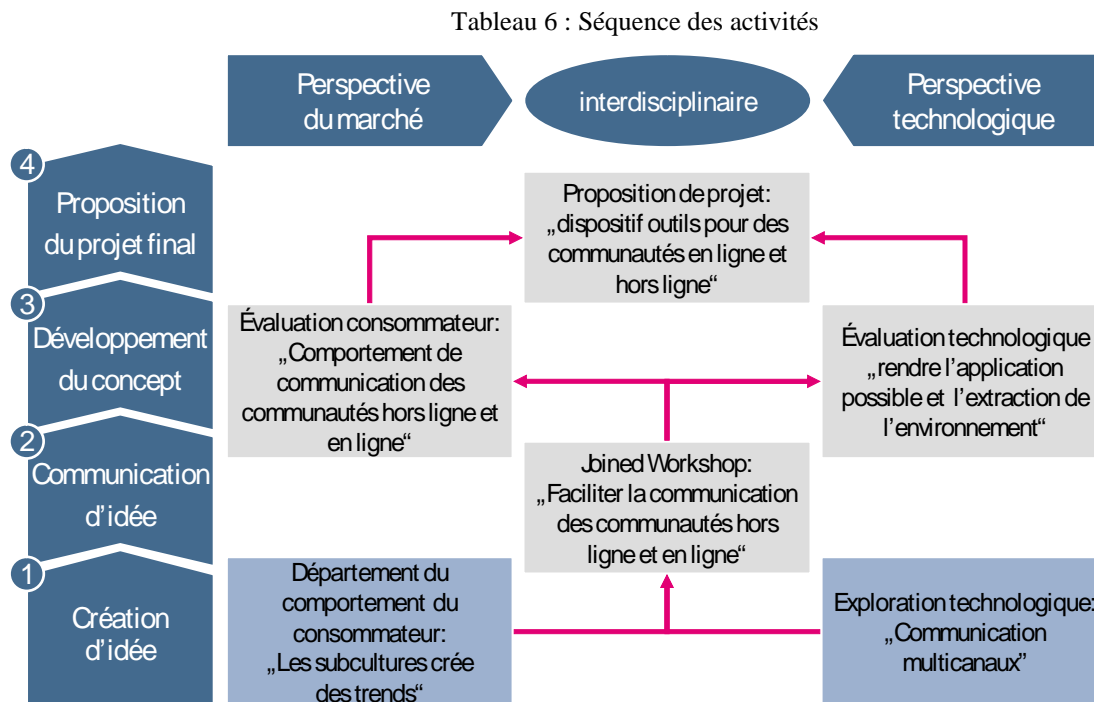 Tableau 6 : Séquence des activités
Perspective
du marché
interdisciplinaire
Perspective
technologique
4
Proposition
du projet final
Proposition de projet:
„dispositif outils pour des
communautés en ligne et
hors ligne“
3
Développement
du concept
Évaluation consommateur:
„Comportement de
communication des
communautés hors ligne et
en ligne“
Évaluation technologique
„rendre l’application
possible et l’extraction de
l’environnement“
2
Communication
d’idée
Joined Workshop:
„Faciliter la communication
des communautés hors
ligne et en ligne“
1
Création
d’idée
Département du
comportement du
consommateur:
„Les subcultures crée
des trends“
Exploration technologique:
„Communication
multicanaux”